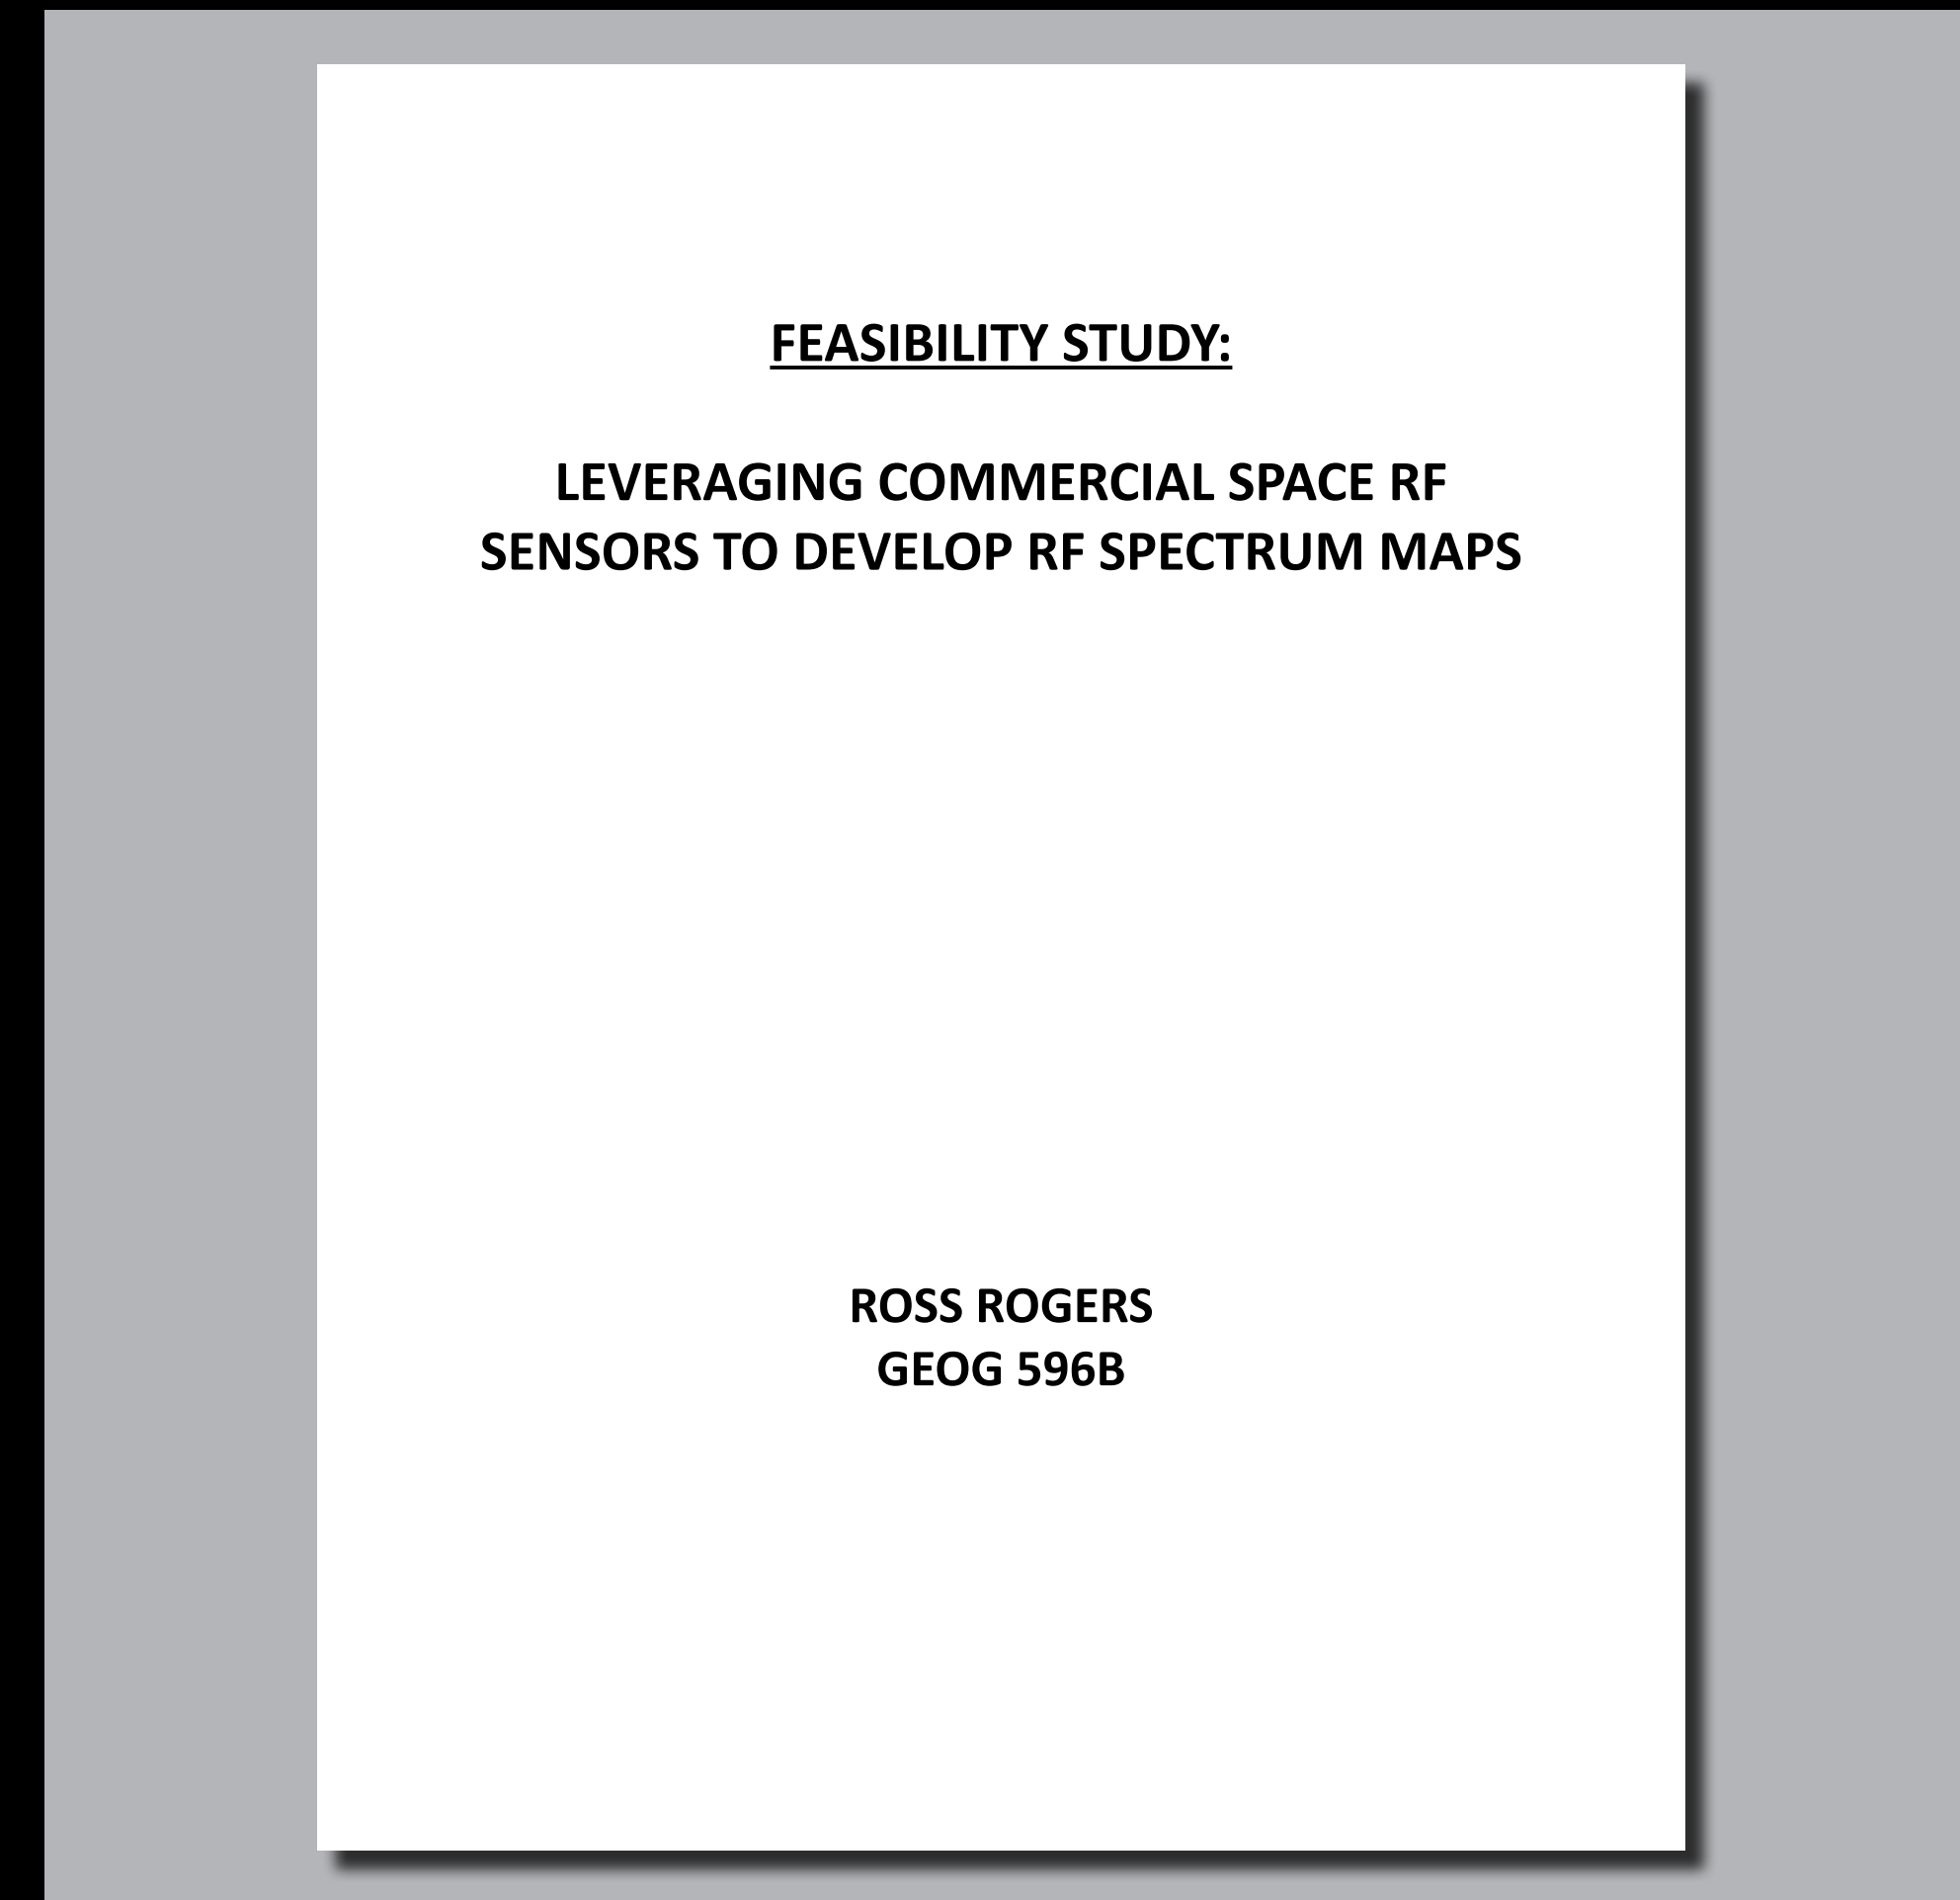 FEASIBILITY STUDY:
LEVERAGING COMMERCIAL SPACE RF
SENSORS TO DEVELOP RF SPECTRUM MAPS
ROSS ROGERS
GEOG 596B